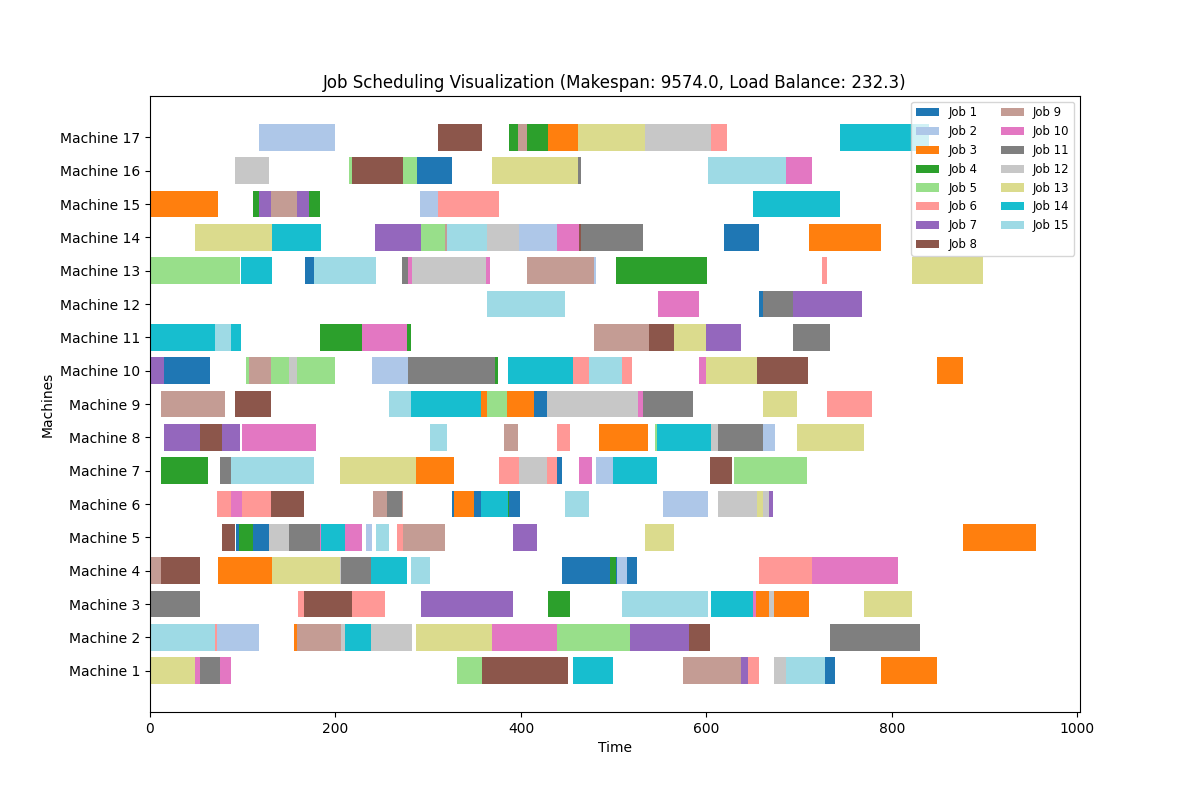 Job Scheduling Visualization (Makespan: 9574.0, Load Balance: 232.3)
Machine 17
Machine 16
Machine 15
Machine 14
Machine 13
Machine 12
Machine 11
Machine 10
Machine 9
Machine 8
Machine 7
Machine 6
Machine 5
Machine 4
Machine 3
Machine 2
Machine 1
Machines
0 200 400 600 800 1000
Time
Job 1
Job 2
Job 3
Job 4
Job 5
Job 6
Job 7
Job 8
Job 9
Job 10
Job 11
Job 12
Job 13
Job 14
Job 15